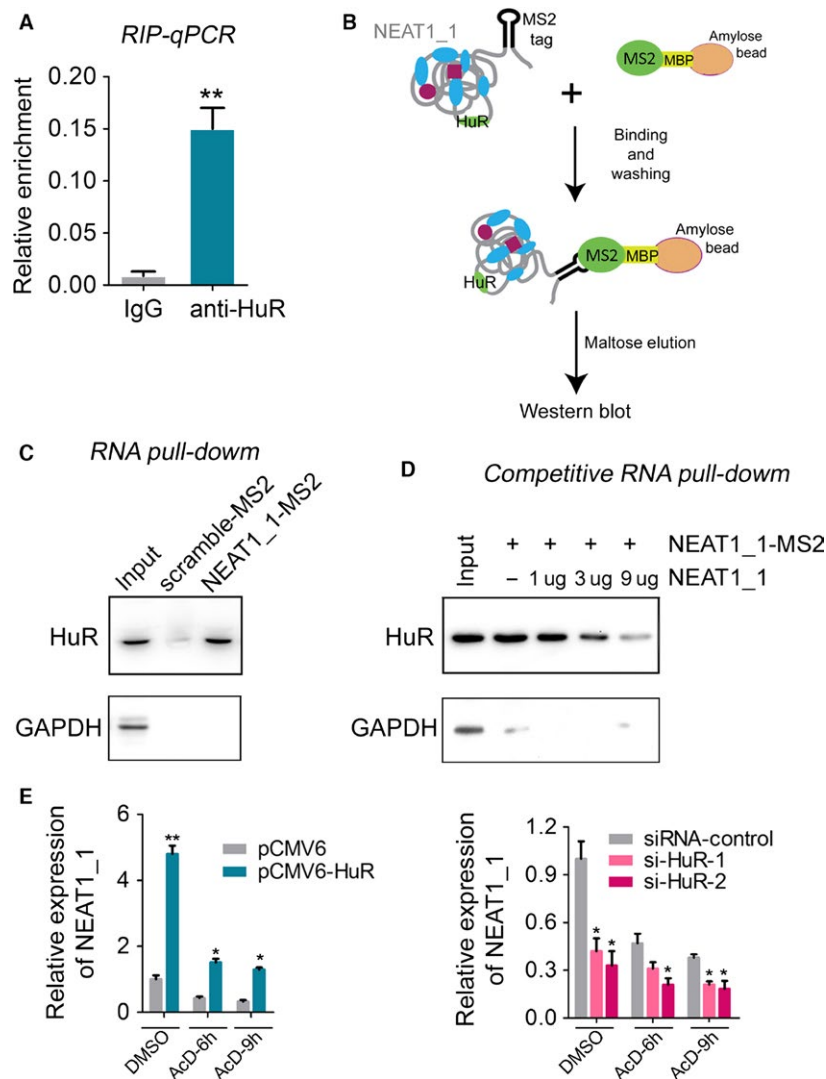 A
RIP-qPCR
**
0.20
0.15
0.10
0.05
0.00
Relative enrichment
IgG anti-HuR
B
NEAT1_1
MS2
tag
HuR
+
MS2 MBP
Amylose
bead
Binding
and
washing
HuR
MS2 MBP
Amylose
bead
Maltose elution
Western blot
C
RNA pull-dowm
Input
scramble-MS2
NEAT1_1-MS2
HuR
GAPDH
D
Competitive RNA pull-dowm
Input
+ + + + NEAT1_1-MS2
– 1 ug 3 ug 9 ug NEAT1_1
HuR
GAPDH
E
Relative expression
of NEAT1_1
6
4
2
0
** * *
pCMV6
pCMV6-HuR
DMSO
AcD-6h
AcD-9h
Relative expression
of NEAT1_1
1.2
0.9
0.6
0.3
0.0
siRNA-control
si-HuR-1
si-HuR-2
* * * * *
DMSO
AcD-6h
AcD-9h